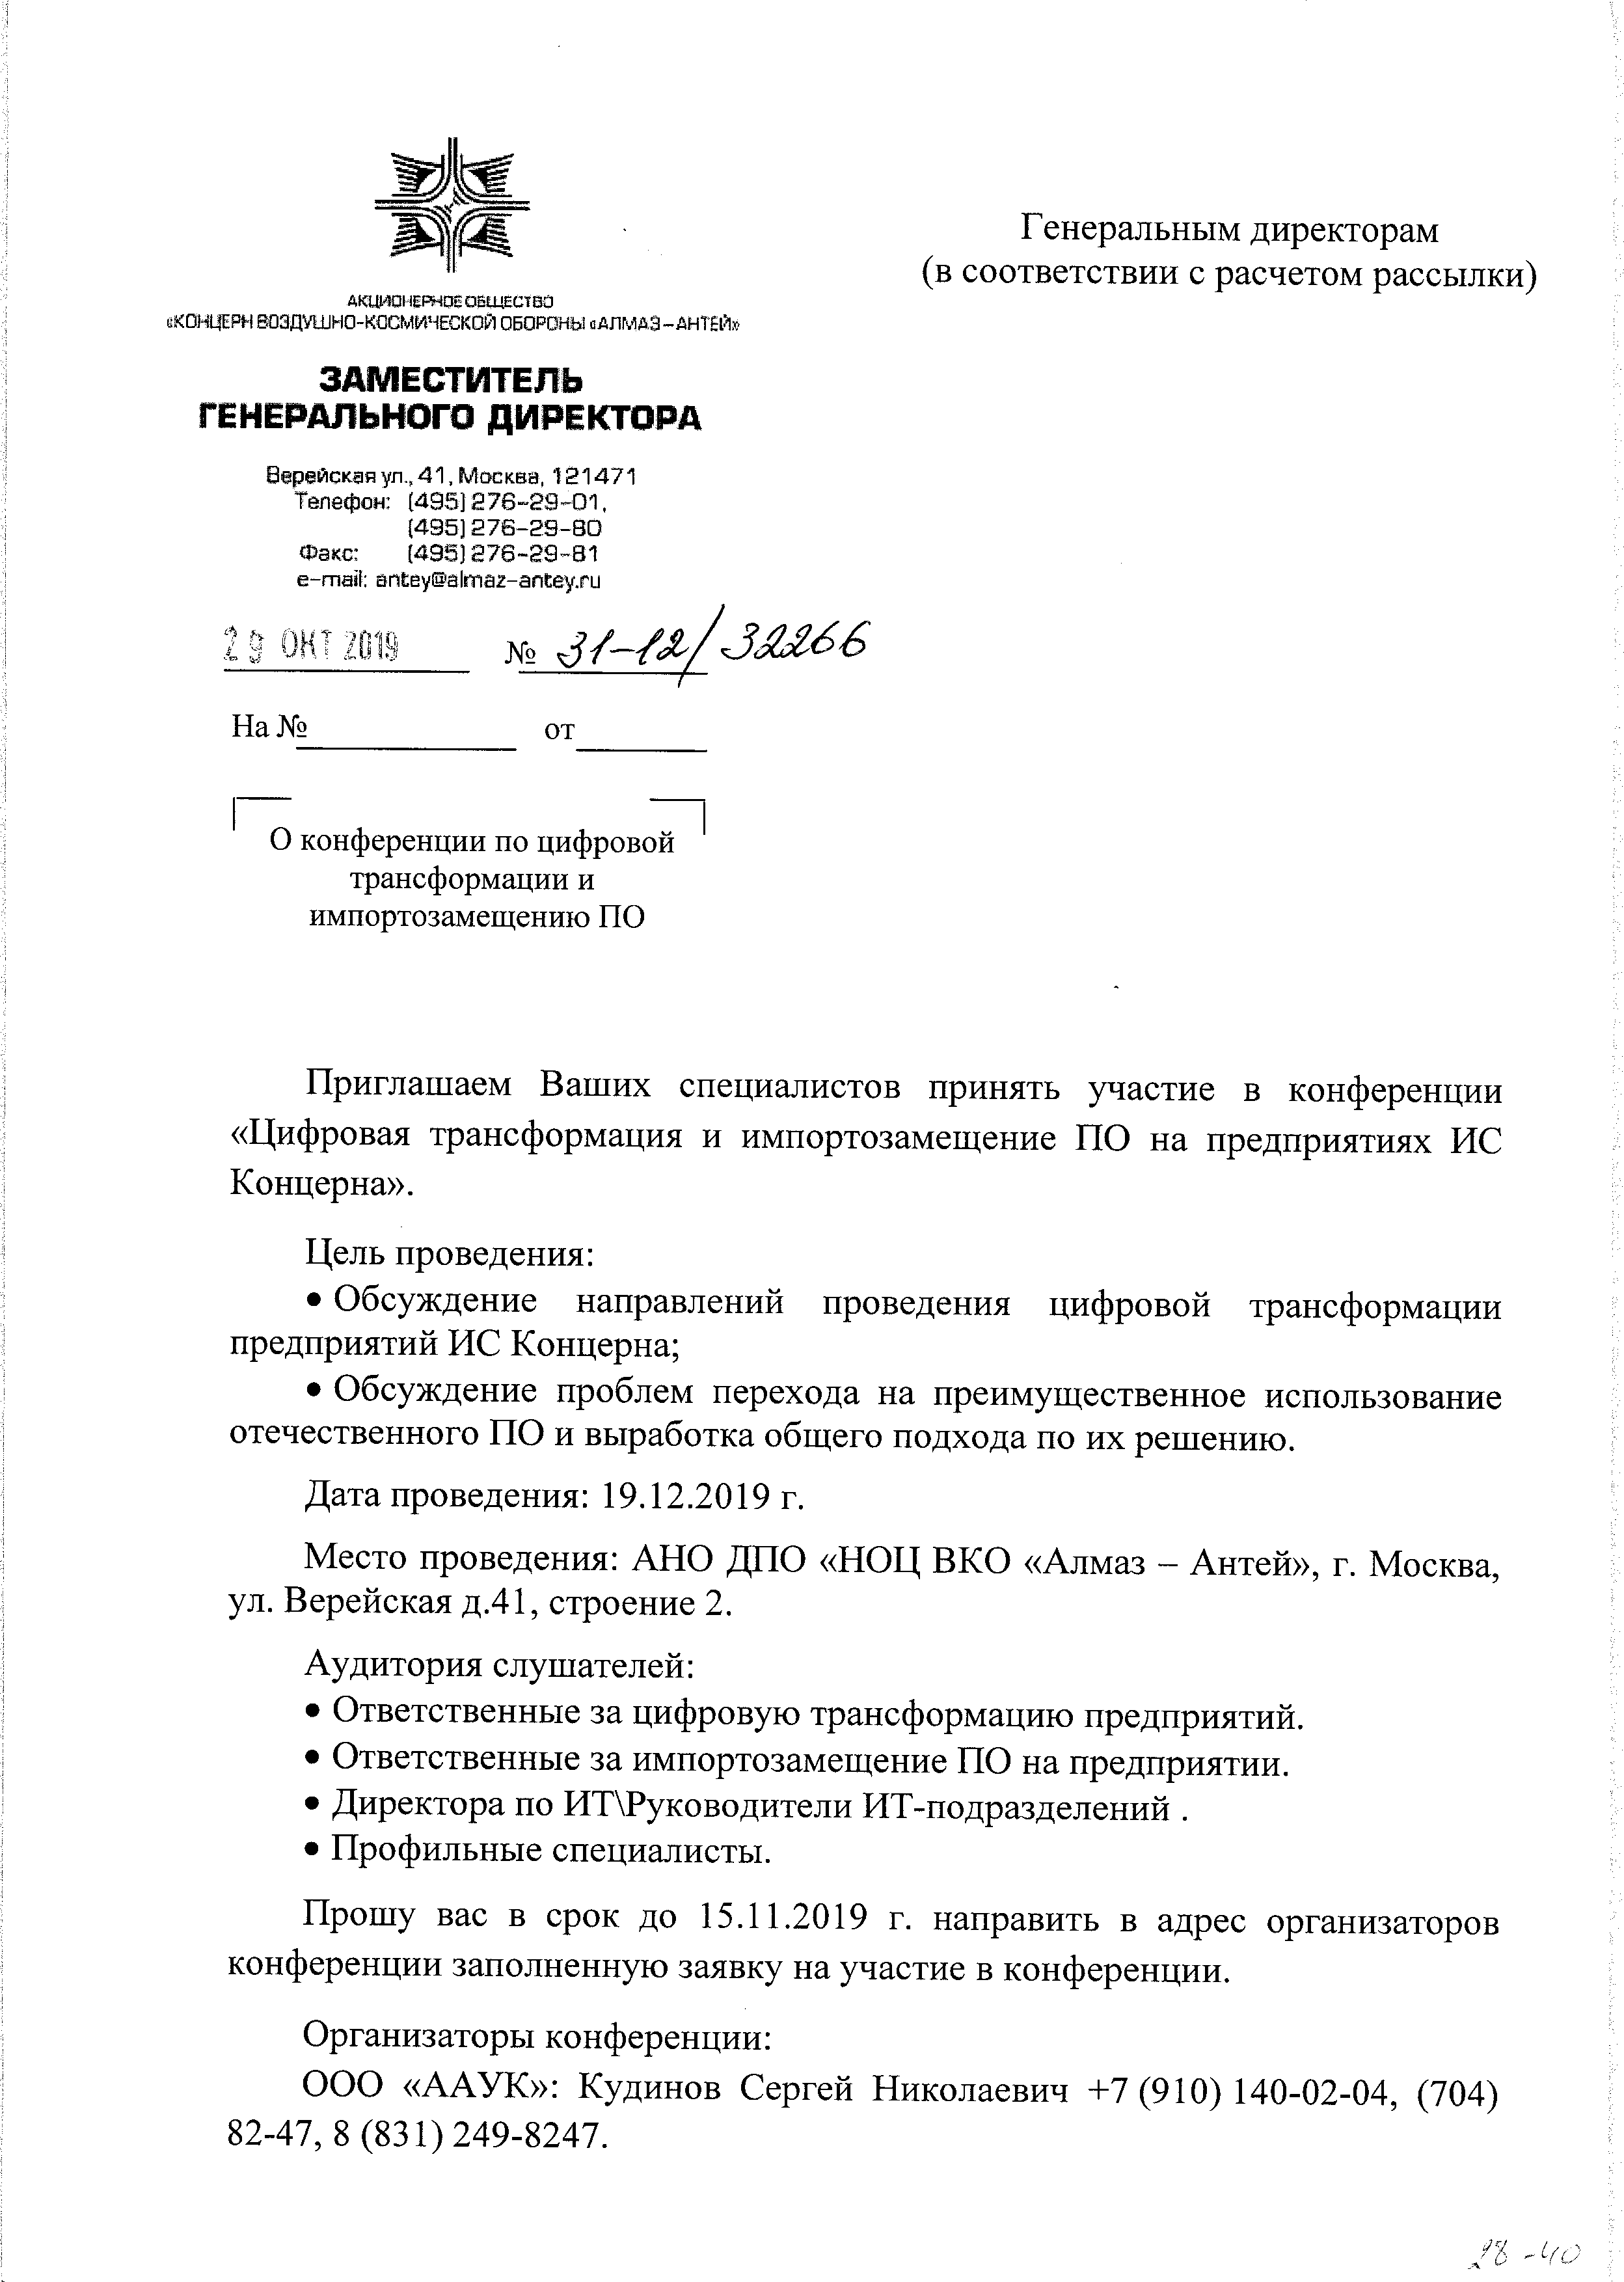 Генеральным директорам
(в соответствии с расчетом рассылки)
АКЦИОНЕРНОЕ ОБЩЕСТВО
«КОНЦЕРН ВОЗДУШНО-КОСМИЧЕСКОЙ ОБОРОНЫ «АЛМАЗ–АНТЕЙ»
ЗАМЕСТИТЕЛЬ
ГЕНЕРАЛЬНОГО ДИРЕКТОРА
Верейская ул., 41, Москва, 121471
Телефон: (495) 276-29-01,
(495) 276-29-80
Факс: (495) 276-29-81
e-mail: antey@almaz-antey.ru
29 ОКТ 2019 № 31-12/32266
На № от
О конференции по цифровой
трансформации и
импортозамещению ПО
Приглашаем Ваших специалистов принять участие в конференции
«Цифровая трансформация и импортозамещение ПО на предприятиях ИС
Концерна».
Цель проведения:
• Обсуждение направлений проведения цифровой трансформации
предприятий ИС Концерна;
• Обсуждение проблем перехода на преимущественное использование
отечественного ПО и выработка общего подхода по их решению.
Дата проведения: 19.12.2019 г.
Место проведения: АНО ДПО «НОЦ ВКО «Алмаз – Антей», г. Москва,
ул. Верейская д.41, строение 2.
Аудитория слушателей:
• Ответственные за цифровую трансформацию предприятий.
• Ответственные за импортозамещение ПО на предприятии.
• Директора по ИТ\Руководители ИТ-подразделений .
• Профильные специалисты.
Прошу вас в срок до 15.11.2019 г. направить в адрес организаторов
конференции заполненную заявку на участие в конференции.
Организаторы конференции:
ООО «ААУК»: Кудинов Сергей Николаевич +7 (910) 140-02-04, (704)
82-47, 8 (831) 249-8247.
28-40